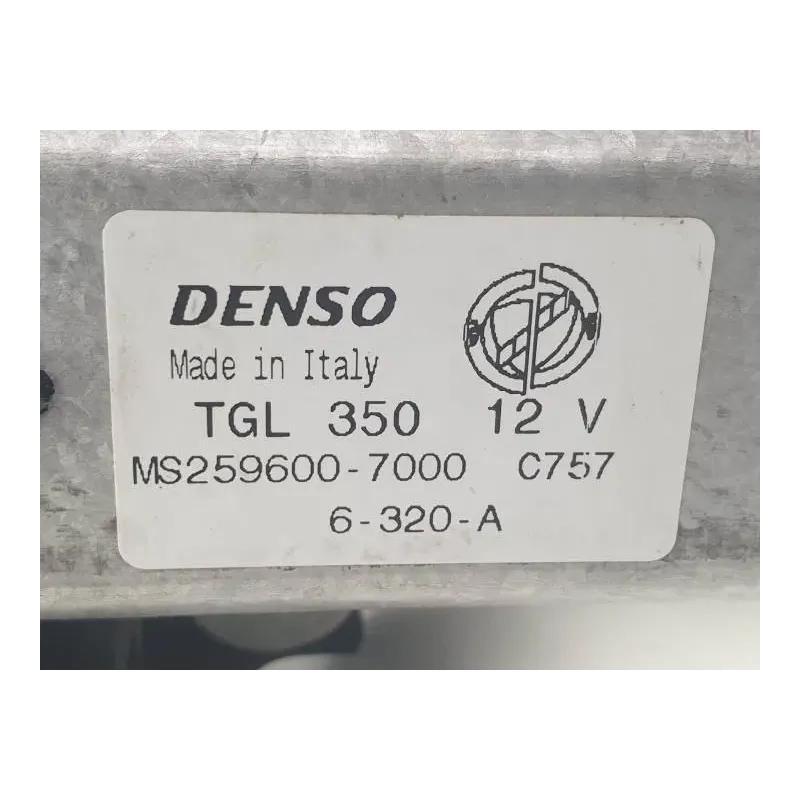 DENSO
Made in Italy
TGL 350 12 V
MS259600-7000 C757
6-320-A